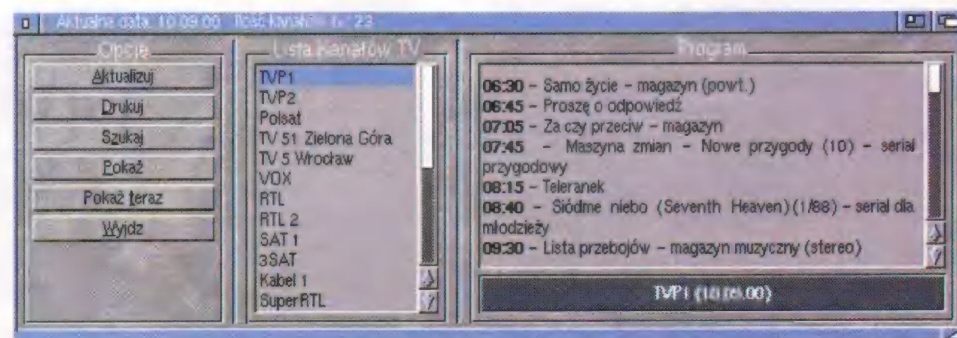 Aktualna data: 10.09.00 Ilość kanałów tv: 23
Opcje
Aktualizuj
Drukuj
Szukaj
Pokaż
Pokaż teraz
Wyjdz
Lista Kanałów TV
TVP1
TVP2
Polsat
TV 51 Zielona Góra
TV 5 Wrocław
VOX
RTL
RTL 2
SAT 1
3SAT
Kabel 1
SuperRTL
Program
06:30 – Samo życie – magazyn (powt.)
06:45 – Proszę o odpowiedź
07:05 – Za czy przeciw – magazyn
07:45 – Maszyna zmian – Nowe przygody (10) – serial
przygodowy
08:15 – Teleranek
08:40 – Siódme niebo (Seventh Heaven)(1/88) – serial dla
młodzieży
09:30 – Lista przebojów – magazyn muzyczny (stereo)
TVP1 (10.09.00)